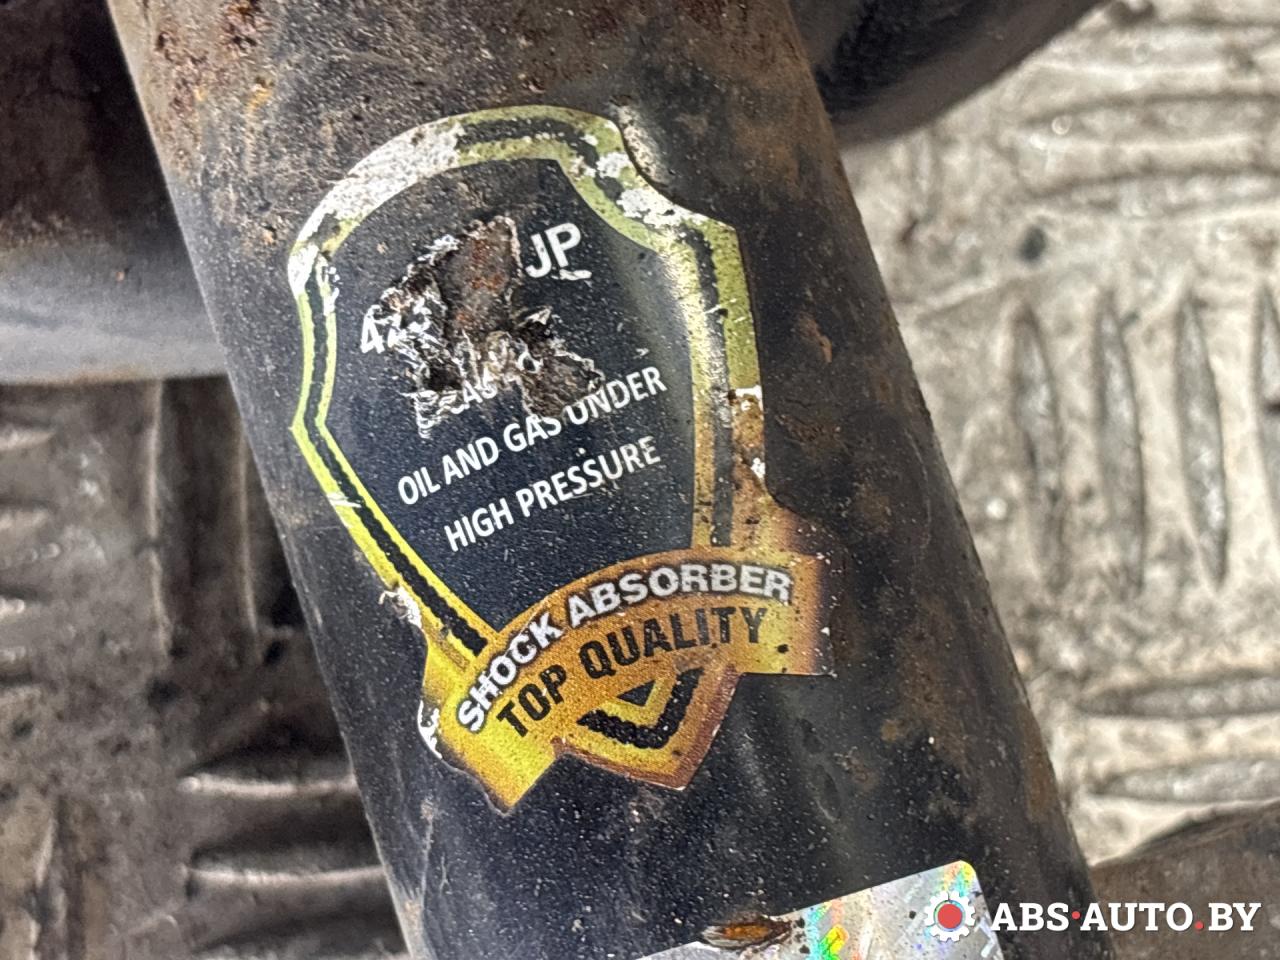 JP
OIL AND GAS UNDER
HIGH PRESSURE
SHOCK ABSORBER
TOP QUALITY
ABS·AUTO.BY